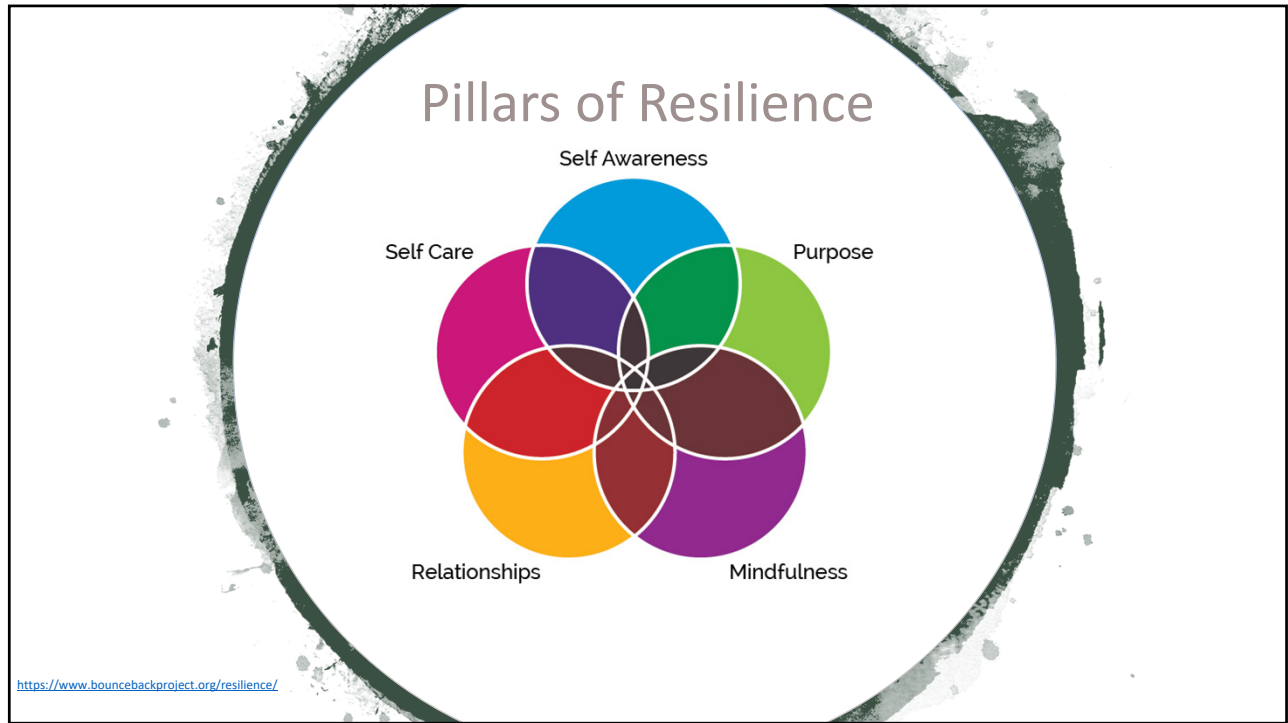 Pillars of Resilience
Self Awareness
Self Care
Purpose
Relationships
Mindfulness
https://www.bouncebackproject.org/resilience/